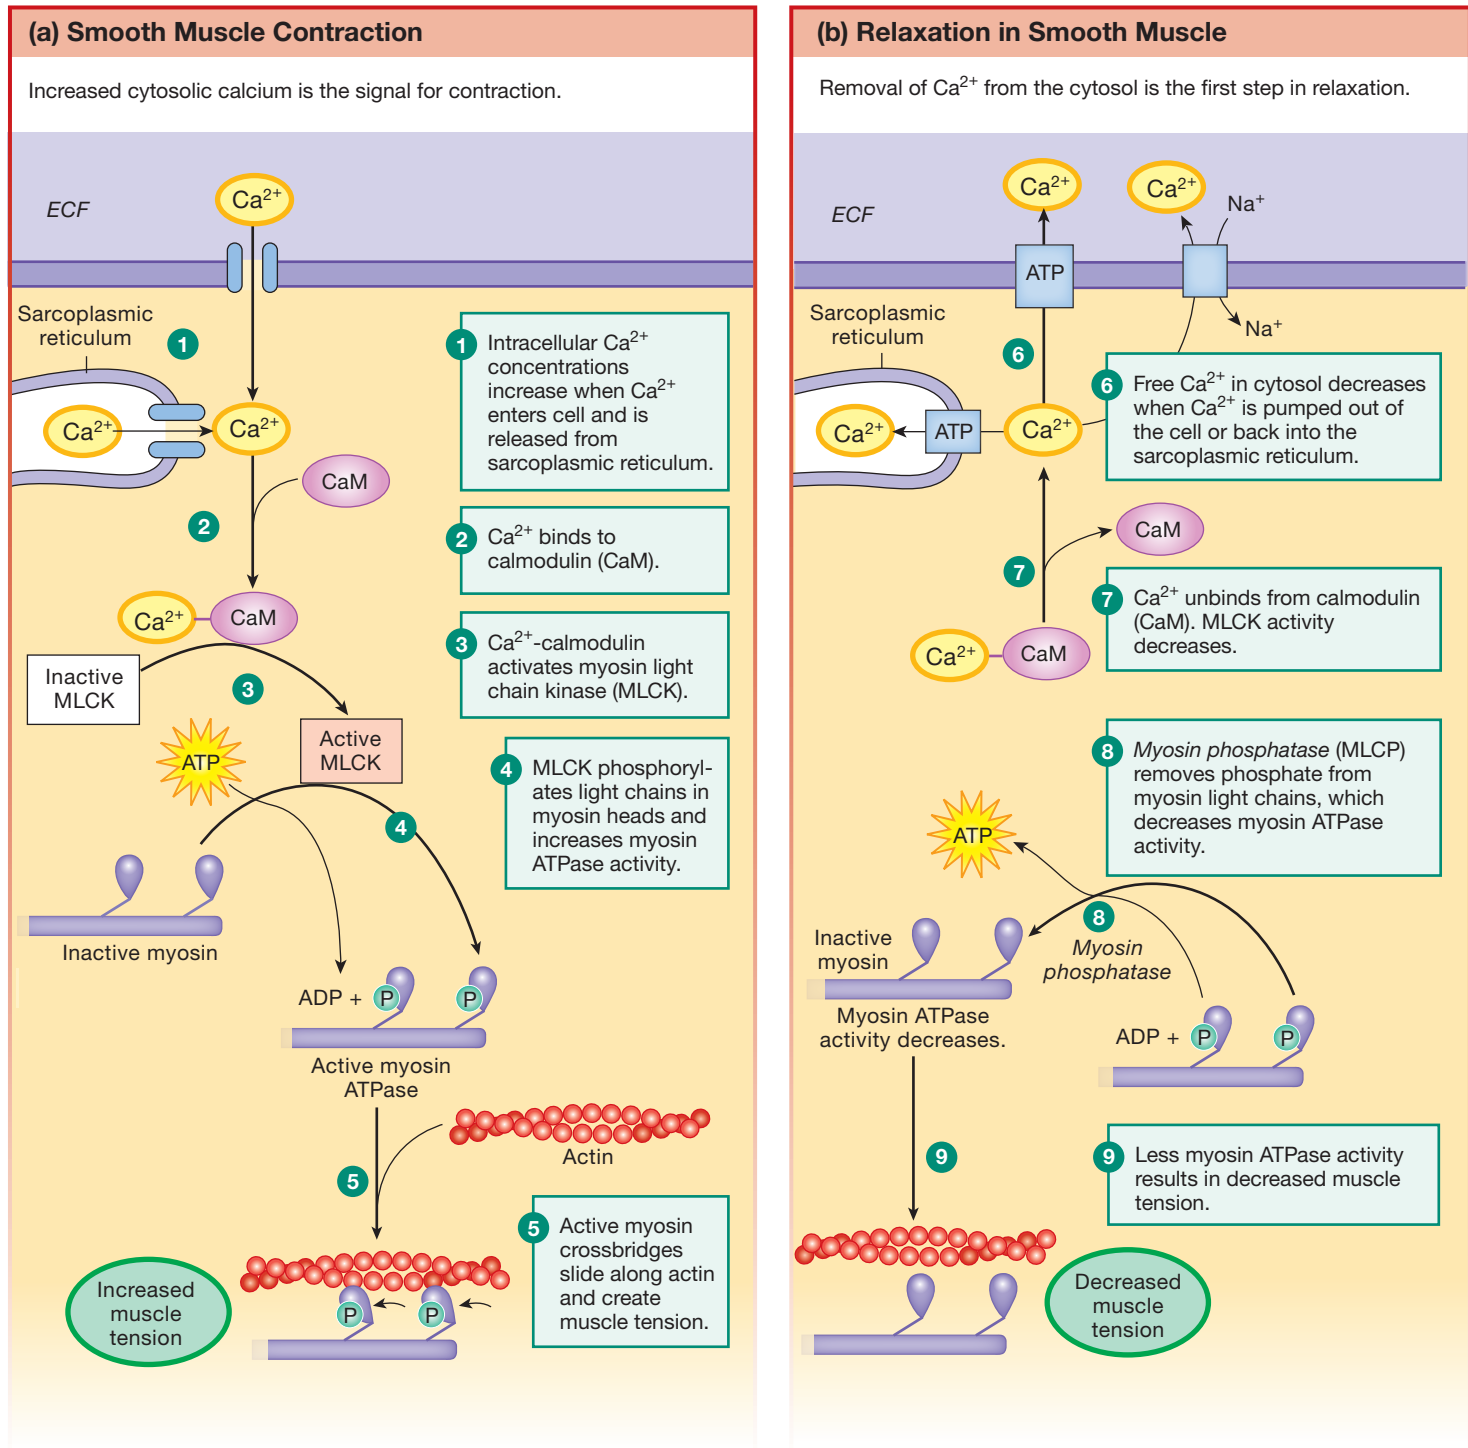 (a) Smooth Muscle Contraction
Increased cytosolic calcium is the signal for contraction.
Ca²⁺
ECF
Sarcoplasmic
reticulum
1
Ca²⁺
Ca²⁺
1 Intracellular Ca²⁺
concentrations
increase when Ca²⁺
enters cell and is
released from
sarcoplasmic reticulum.
CaM
2
2 Ca²⁺ binds to
calmodulin (CaM).
Ca²⁺
CaM
3 Ca²⁺-calmodulin
activates myosin light
chain kinase (MLCK).
Inactive
MLCK
3
Active
MLCK
ATP
4
4 MLCK phosphoryl-
ates light chains in
myosin heads and
increases myosin
ATPase activity.
Inactive myosin
ADP + P
P
Active myosin
ATPase
Actin
5
5 Active myosin
crossbridges
slide along actin
and create
muscle tension.
Increased
muscle
tension
P
P
(b) Relaxation in Smooth Muscle
Removal of Ca²⁺ from the cytosol is the first step in relaxation.
Ca²⁺
Ca²⁺
Na⁺
ECF
ATP
Na⁺
Sarcoplasmic
reticulum
6
Ca²⁺
ATP
Ca²⁺
6 Free Ca²⁺ in cytosol decreases
when Ca²⁺ is pumped out of
the cell or back into the
sarcoplasmic reticulum.
CaM
7
7 Ca²⁺ unbinds from calmodulin
(CaM). MLCK activity
decreases.
Ca²⁺
CaM
8 Myosin phosphatase (MLCP)
removes phosphate from
myosin light chains, which
decreases myosin ATPase
activity.
ATP
8
Myosin
phosphatase
Inactive
myosin
Myosin ATPase
activity decreases.
ADP + P
P
9
9 Less myosin ATPase activity
results in decreased muscle
tension.
Decreased
muscle
tension